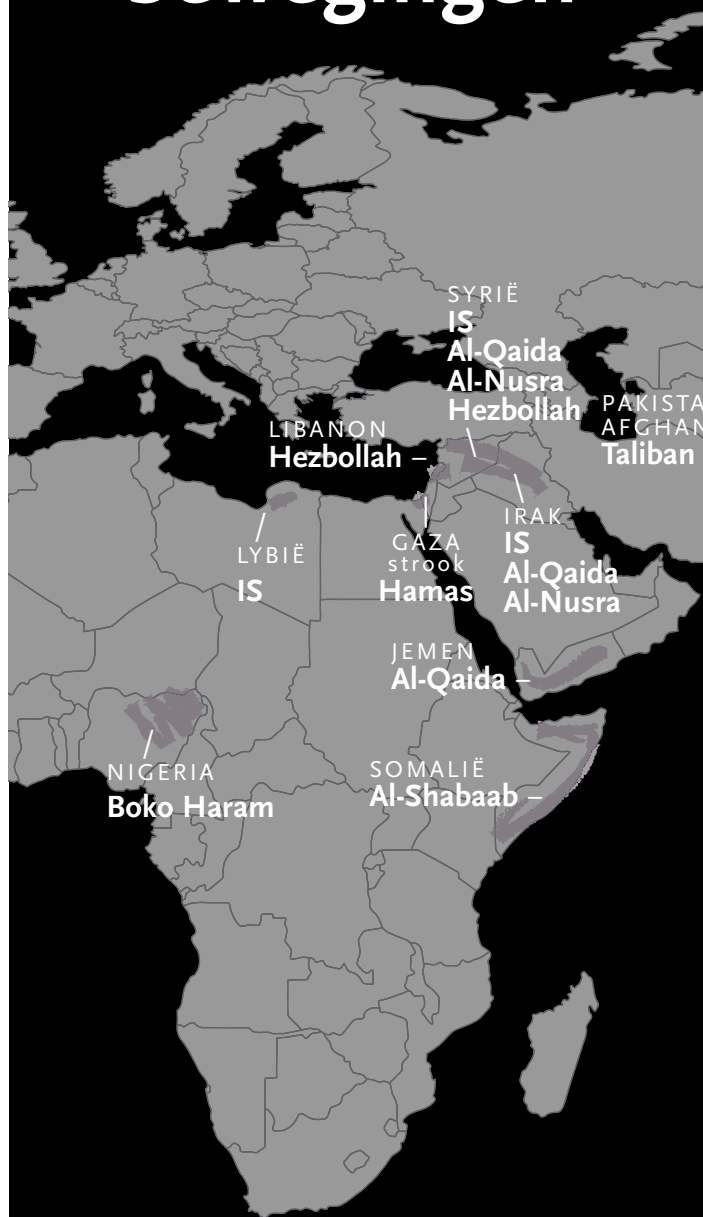 bewegingen
SYRIË
IS
Al-Qaida
Al-Nusra
Hezbollah
PAKISTA
AFGHAN
Taliban
LIBANON
Hezbollah –
LYBIË
IS
GAZA
strook
Hamas
IRAK
IS
Al-Qaida
Al-Nusra
JEMEN
Al-Qaida –
NIGERIA
Boko Haram
SOMALIË
Al-Shabaab –